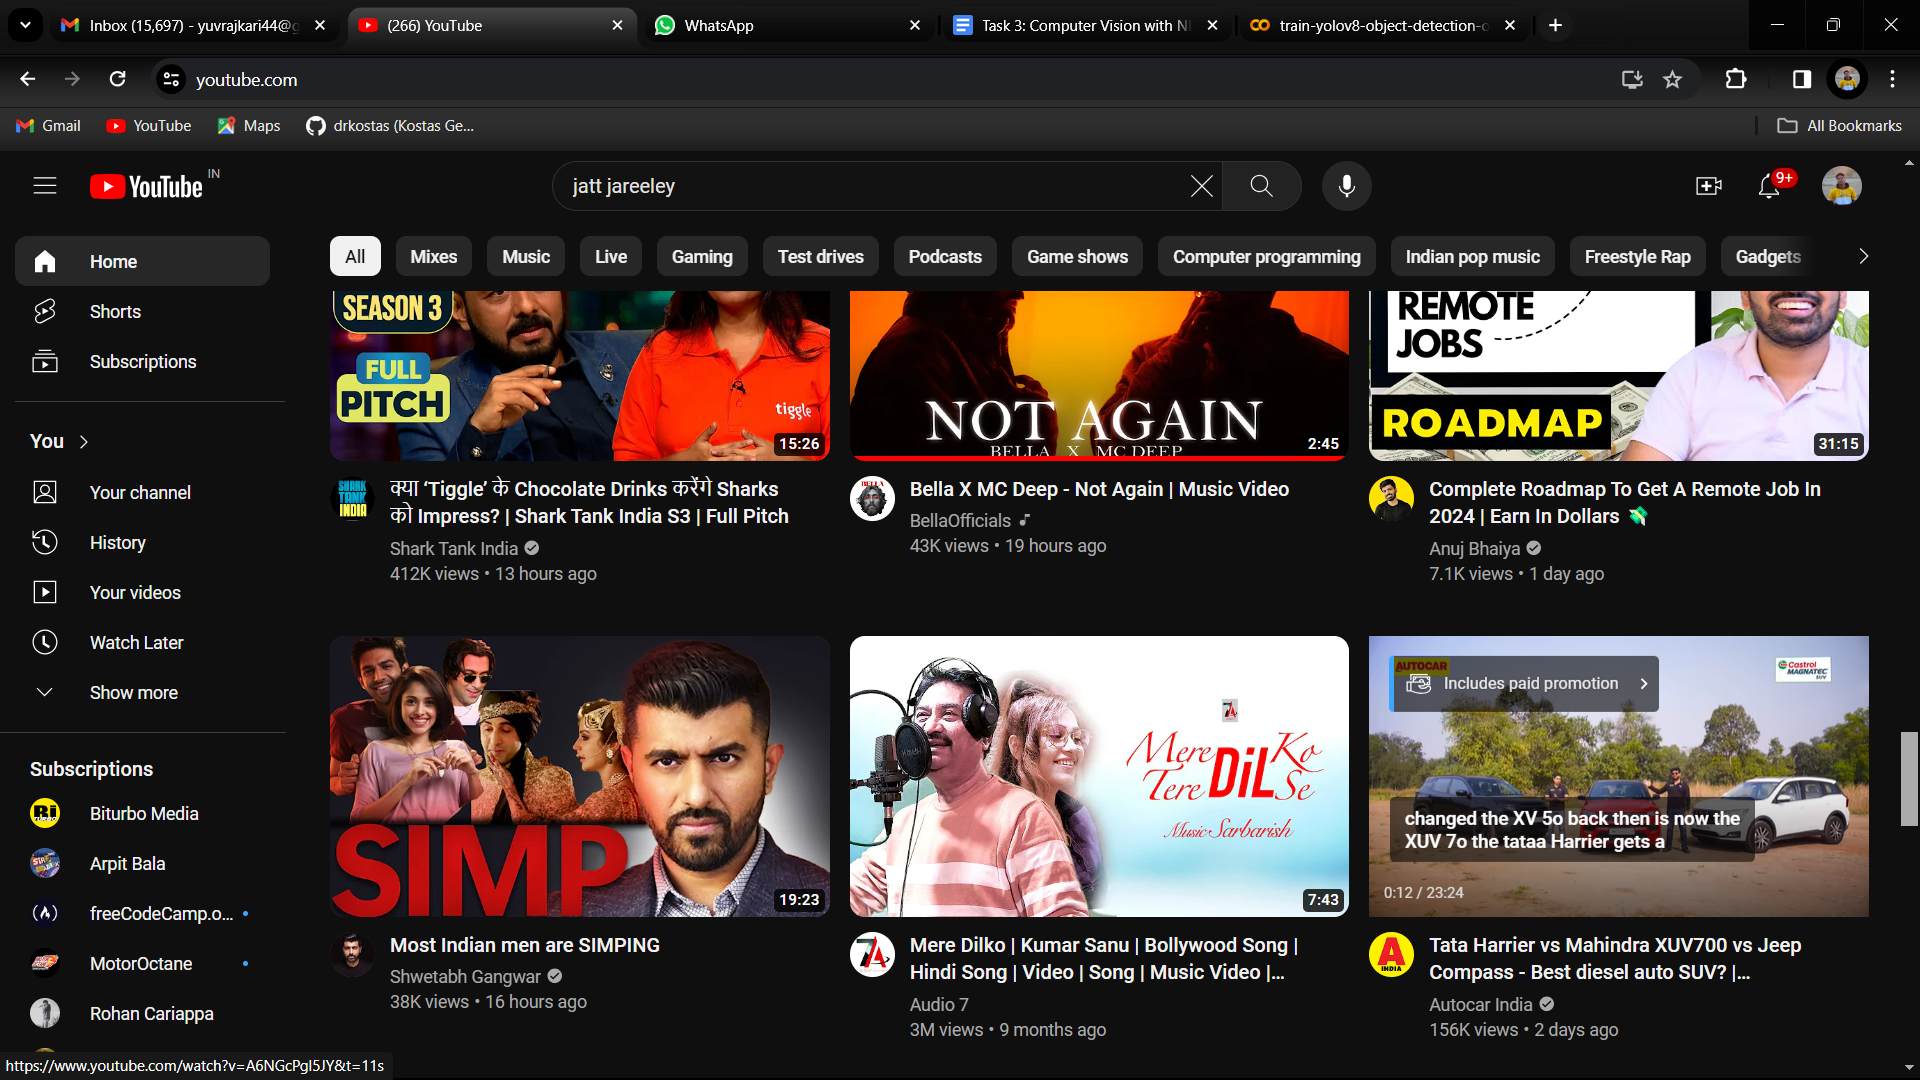 Inbox (15,697) - yuvrajkari44@g
(266) YouTube
WhatsApp
Task 3: Computer Vision with N
train-yolov8-object-detection-o
youtube.com
Gmail
YouTube
Maps
drkostas (Kostas Ge...
All Bookmarks
YouTube IN
jatt jareeley
9+
Home
Shorts
Subscriptions
You
Your channel
History
Your videos
Watch Later
Show more
Subscriptions
Biturbo Media
Arpit Bala
freeCodeCamp.o...
MotorOctane
Rohan Cariappa
All
Mixes
Music
Live
Gaming
Test drives
Podcasts
Game shows
Computer programming
Indian pop music
Freestyle Rap
Gadgets
SEASON 3
FULL
PITCH
tiggle
15:26
SHARK
TANK
INDIA
क्या ‘Tiggle’ के Chocolate Drinks करेंगे Sharks
को Impress? | Shark Tank India S3 | Full Pitch
Shark Tank India
412K views • 13 hours ago
NOT AGAIN
BELLA X MC DEEP
2:45
BELLA
Bella X MC Deep - Not Again | Music Video
BellaOfficials
43K views • 19 hours ago
REMOTE
JOBS
ROADMAP
31:15
Complete Roadmap To Get A Remote Job In
2024 | Earn In Dollars 💸
Anuj Bhaiya
7.1K views • 1 day ago
SIMP
19:23
Most Indian men are SIMPING
Shwetabh Gangwar
38K views • 16 hours ago
7A
Mere DiL Ko
Tere Se
Music Sarbarish
7:43
7A
Mere Dilko | Kumar Sanu | Bollywood Song |
Hindi Song | Video | Song | Music Video |...
Audio 7
3M views • 9 months ago
AUTOCAR
Includes paid promotion
Castrol
MAGNATEC
SUV
changed the XV 5o back then is now the
XUV 7o the tataa Harrier gets a
0:12 / 23:24
A
INDIA
Tata Harrier vs Mahindra XUV700 vs Jeep
Compass - Best diesel auto SUV? |...
Autocar India
156K views • 2 days ago
https://www.youtube.com/watch?v=A6NGcPgI5JY&t=11s